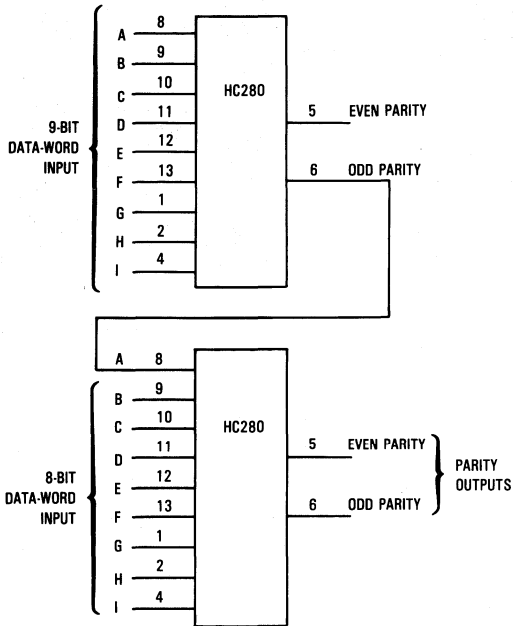 A 8
B 9
C 10
D 11
E 12
F 13
G 1
H 2
I 4
9-BIT
DATA-WORD
INPUT
HC280
5 EVEN PARITY
6 ODD PARITY
A 8
B 9
C 10
D 11
E 12
F 13
G 1
H 2
I 4
8-BIT
DATA-WORD
INPUT
HC280
5 EVEN PARITY
6 ODD PARITY
PARITY
OUTPUTS